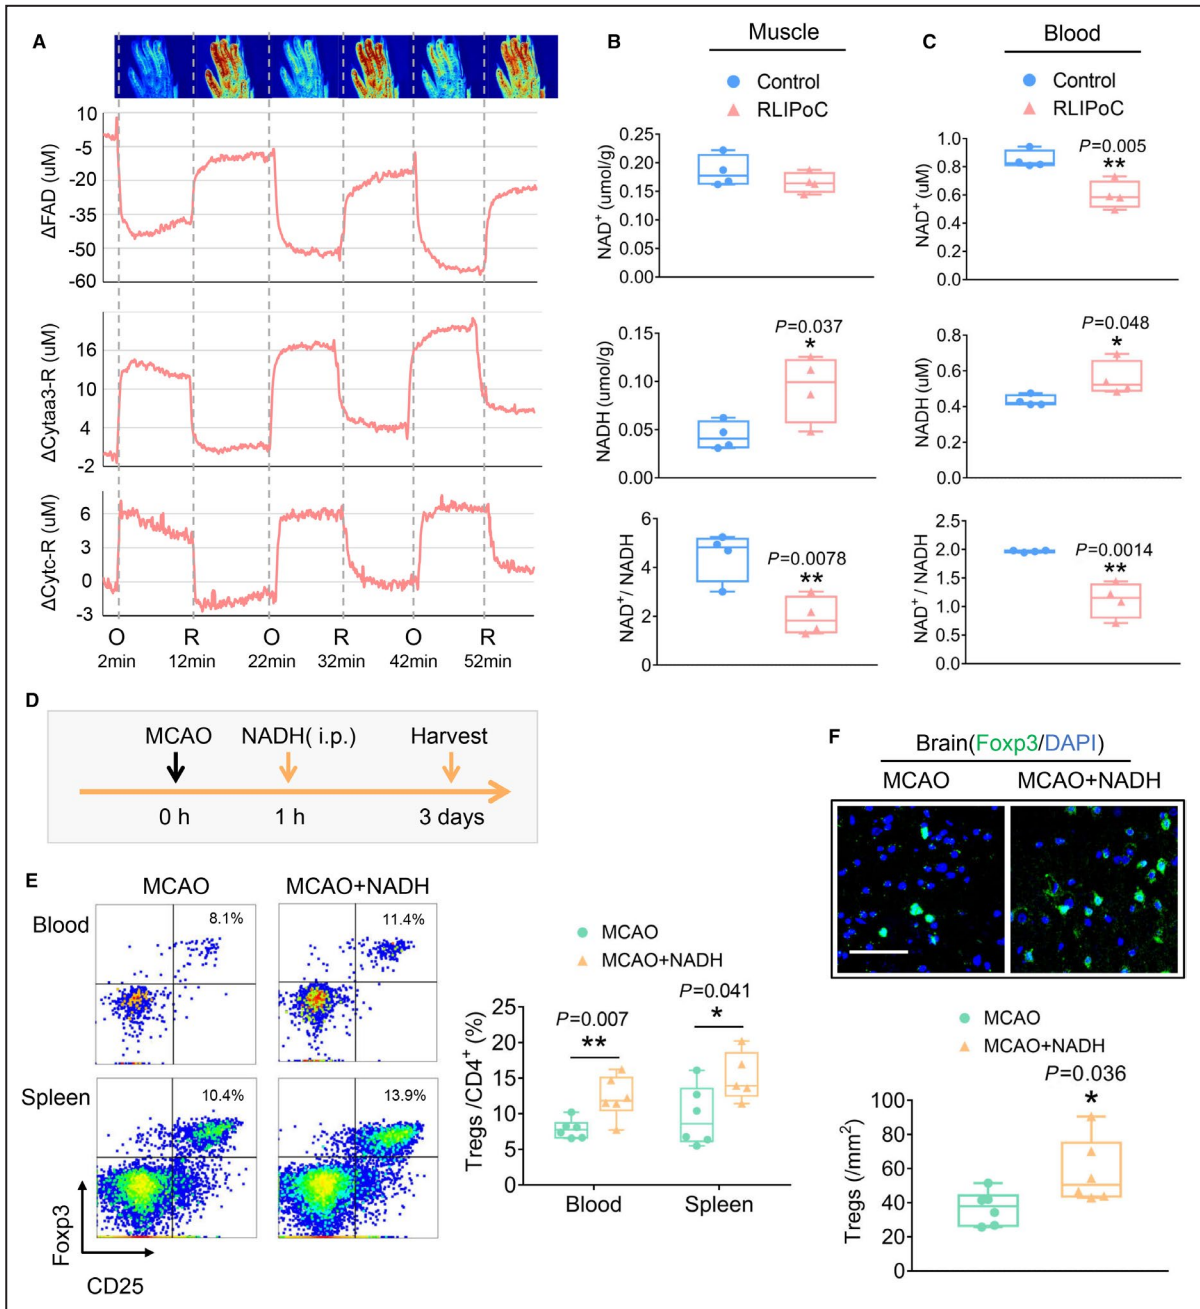 A
10
-5
-20
-35
-50
-60
ΔFAD (uM)
16
10
4
-2
ΔCytaa3-R (uM)
6
3
0
-3
ΔCytc-R (uM)
O R O R O R
2min 12min 22min 32min 42min 52min
B
Muscle
Control
RLIPoC
0.25
0.20
0.15
0.10
0.05
0.00
NAD+ (umol/g)
0.15
0.10
0.05
0.00
NADH (umol/g)
P=0.037
*
6
4
2
0
NAD+/ NADH
P=0.0078
**
C
Blood
Control
RLIPoC
1.0
0.8
0.6
0.4
0.2
0.0
NAD+ (uM)
P=0.005
**
0.8
0.6
0.4
0.2
0.0
NADH (uM)
P=0.048
*
2.5
2.0
1.5
1.0
0.5
0.0
NAD+ / NADH
P=0.0014
**
D
MCAO NADH( i.p.) Harvest
0 h 1 h 3 days
E
MCAO MCAO+NADH
Blood
8.1% 11.4%
Spleen
10.4% 13.9%
Foxp3
CD25
MCAO
MCAO+NADH
25
20
15
10
5
0
Tregs /CD4+ (%)
P=0.007
**
P=0.041
*
Blood Spleen
F
Brain(Foxp3/DAPI)
MCAO MCAO+NADH
MCAO
MCAO+NADH
P=0.036
*
100
80
60
40
20
0
Tregs (/mm2)